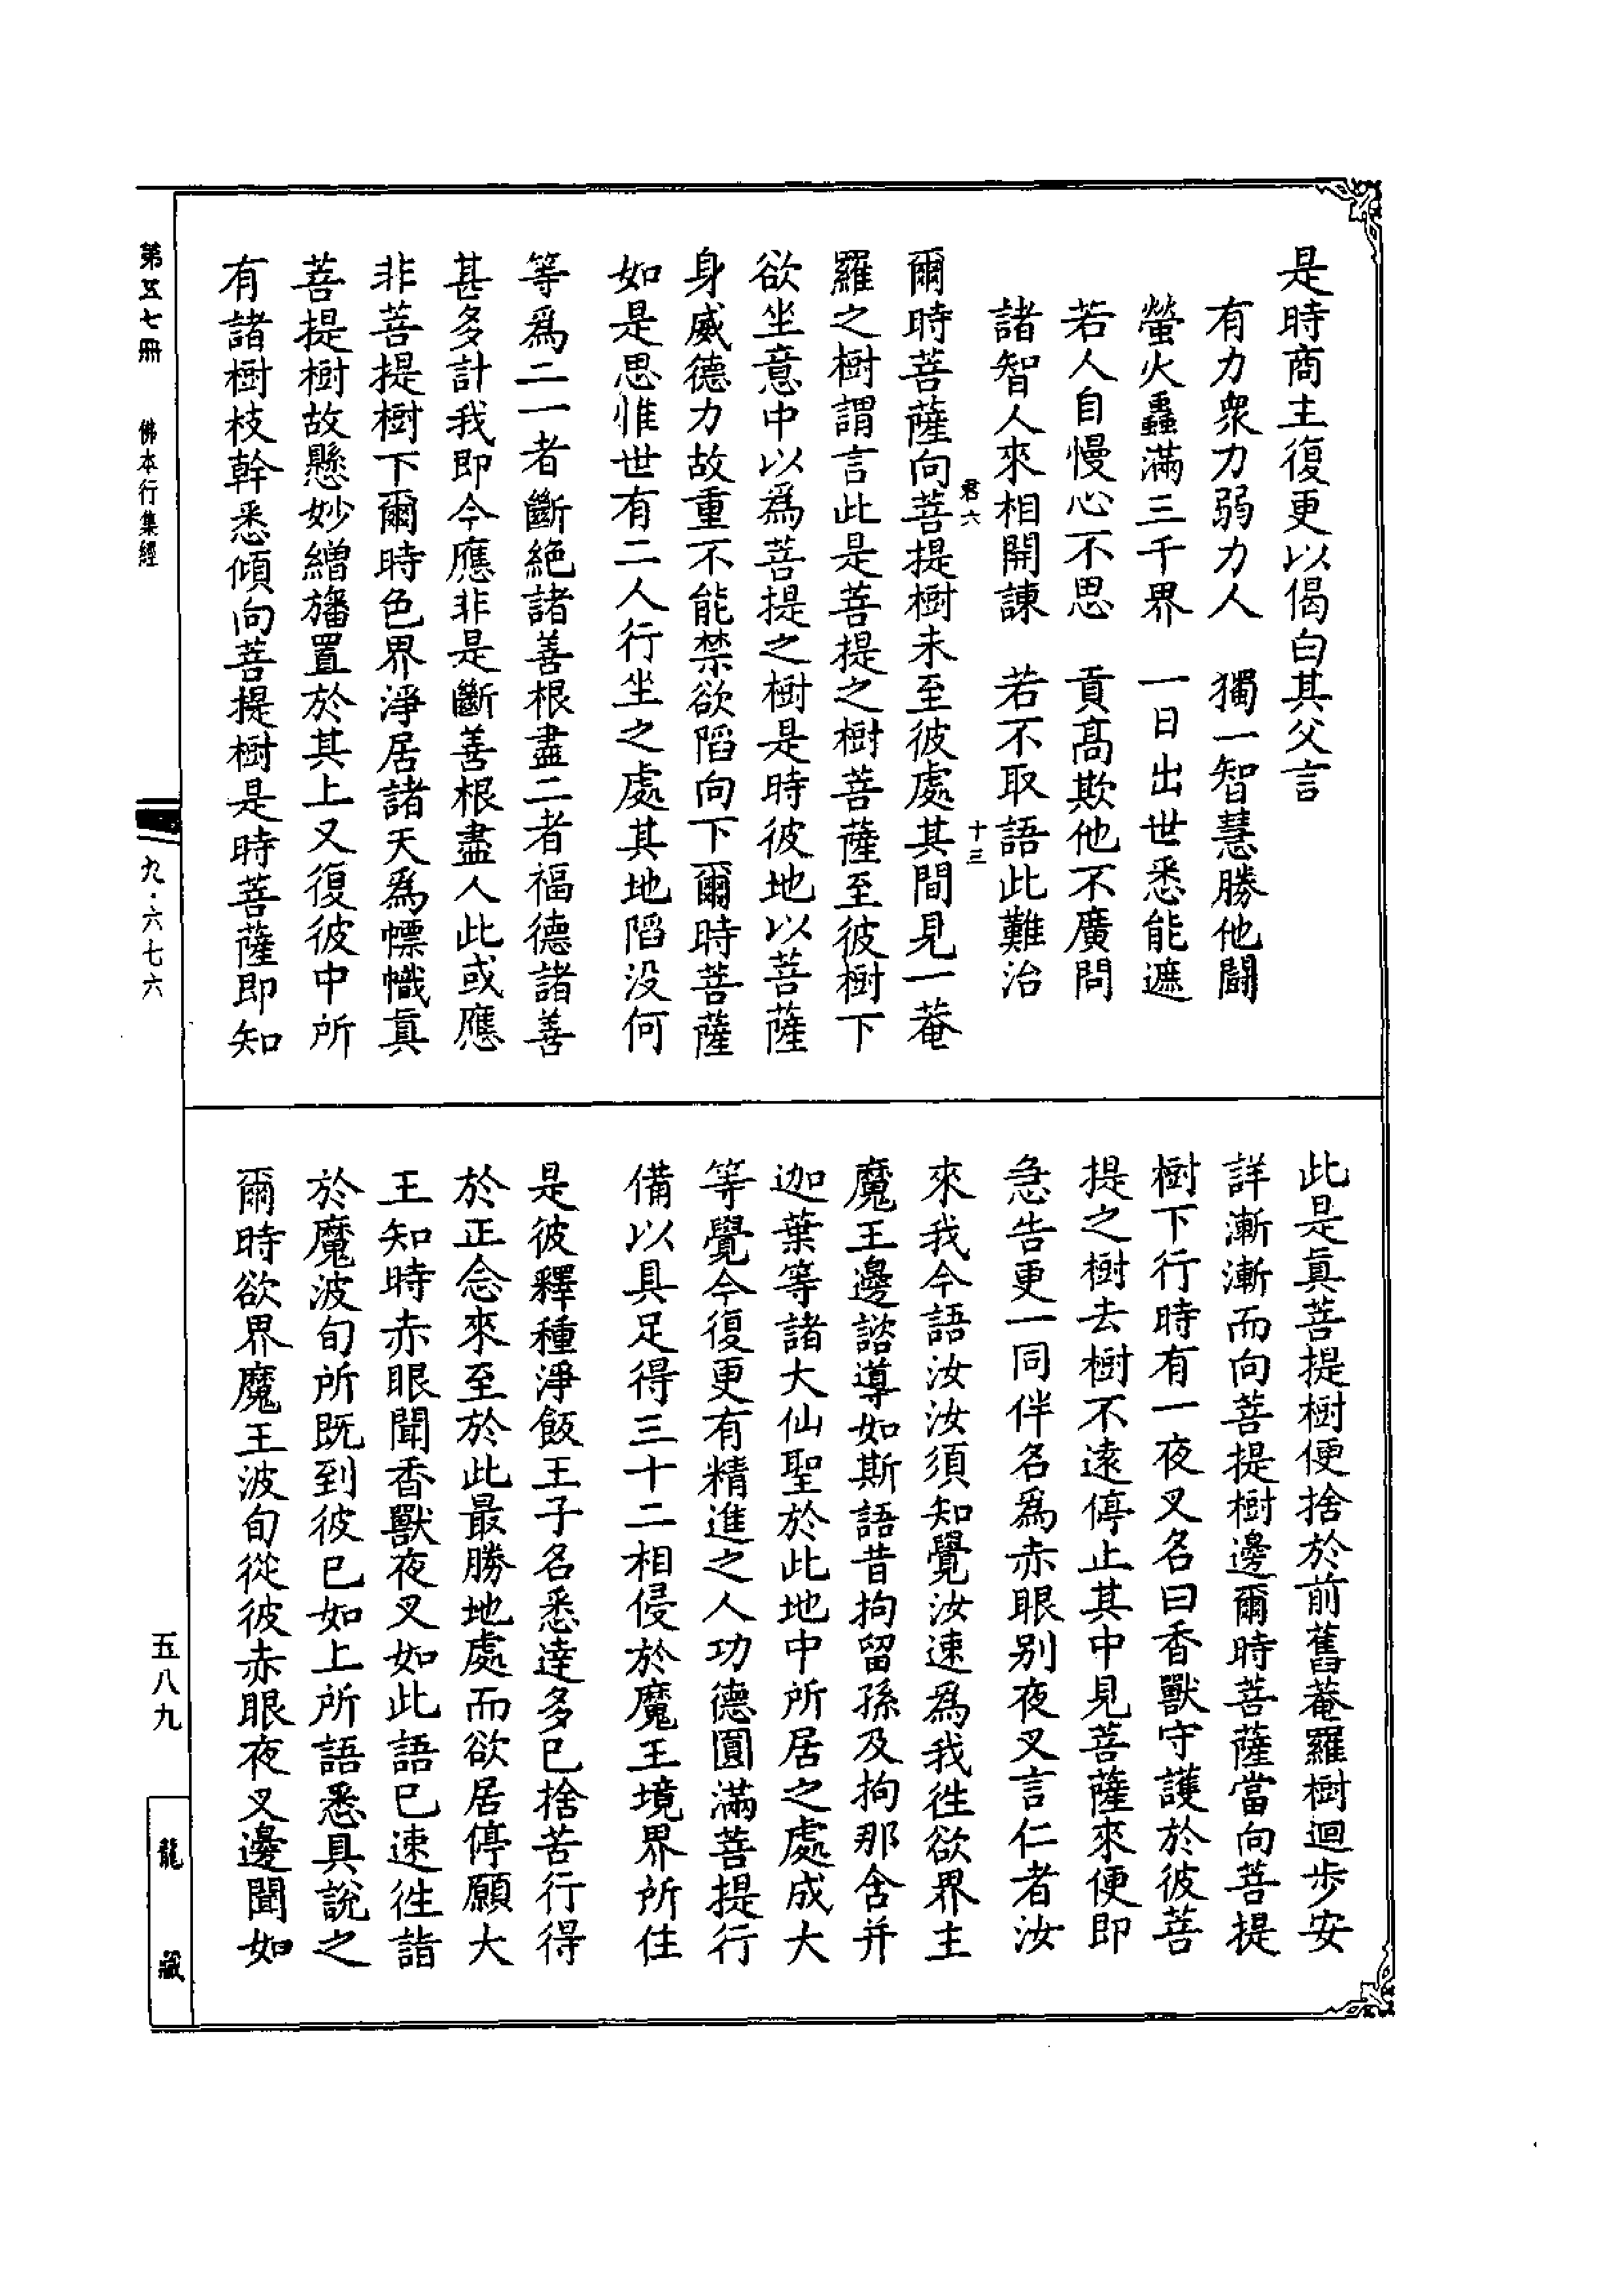 是時商主復更以偈白其父言
有力衆力弱力人　獨一智慧勝他鬪
螢火蟲滿三千界　一日出世悉能遮
若人自慢心不思　貢高欺他不廣問
諸智人來相開諫　若不取語此難治
君六　十三
爾時菩薩向菩提樹未至彼處其間見一菴
羅之樹謂言此是菩提之樹菩薩至彼樹下
欲坐意中以爲菩提之樹是時彼地以菩薩
身威德力故重不能禁欲陷向下爾時菩薩
如是思惟世有二人行坐之處其地陷没何
等爲二一者斷絶諸善根盡二者福德諸善
甚多計我即今應非是斷善根盡人此或應
非菩提樹下爾時色界淨居諸天爲幖幟眞
菩提樹故懸妙繒旛置於其上又復彼中所
有諸樹枝幹悉傾向菩提樹是時菩薩即知
此是眞菩提樹便捨於前舊菴羅樹迴步安
詳漸漸而向菩提樹邊爾時菩薩當向菩提
樹下行時有一夜叉名曰香獸守護於彼菩
提之樹去樹不遠停止其中見菩薩來便即
急告更一同伴名爲赤眼别夜叉言仁者汝
來我今語汝汝須知覺汝速爲我徃欲界主
魔王邊諮導如斯語昔拘留孫及拘那舍并
迦葉等諸大仙聖於此地中所居之處成大
等覺今復更有精進之人功德圓滿菩提行
備以具足得三十二相侵於魔王境界所住
是彼釋種淨飯王子名悉達多已捨苦行得
於正念來至於此最勝地處而欲居停願大
王知時赤眼聞香獸夜叉如此語已速徃詣
於魔波旬所既到彼已如上所語悉具說之
爾時欲界魔王波旬從彼赤眼夜叉邊聞如
第五七冊　佛本行集經
九·六七六
五八九
龍藏